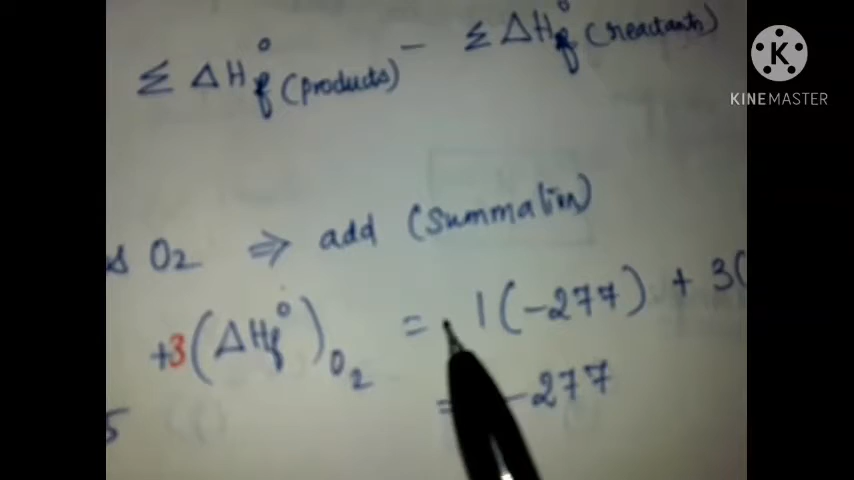 Σ ΔH°f (products) - Σ ΔH°f (reactants)
KINEMASTER
O2 ⇒ add (Summation)
+3(ΔH°f)O2 = 1(-277) + 3(
= -277